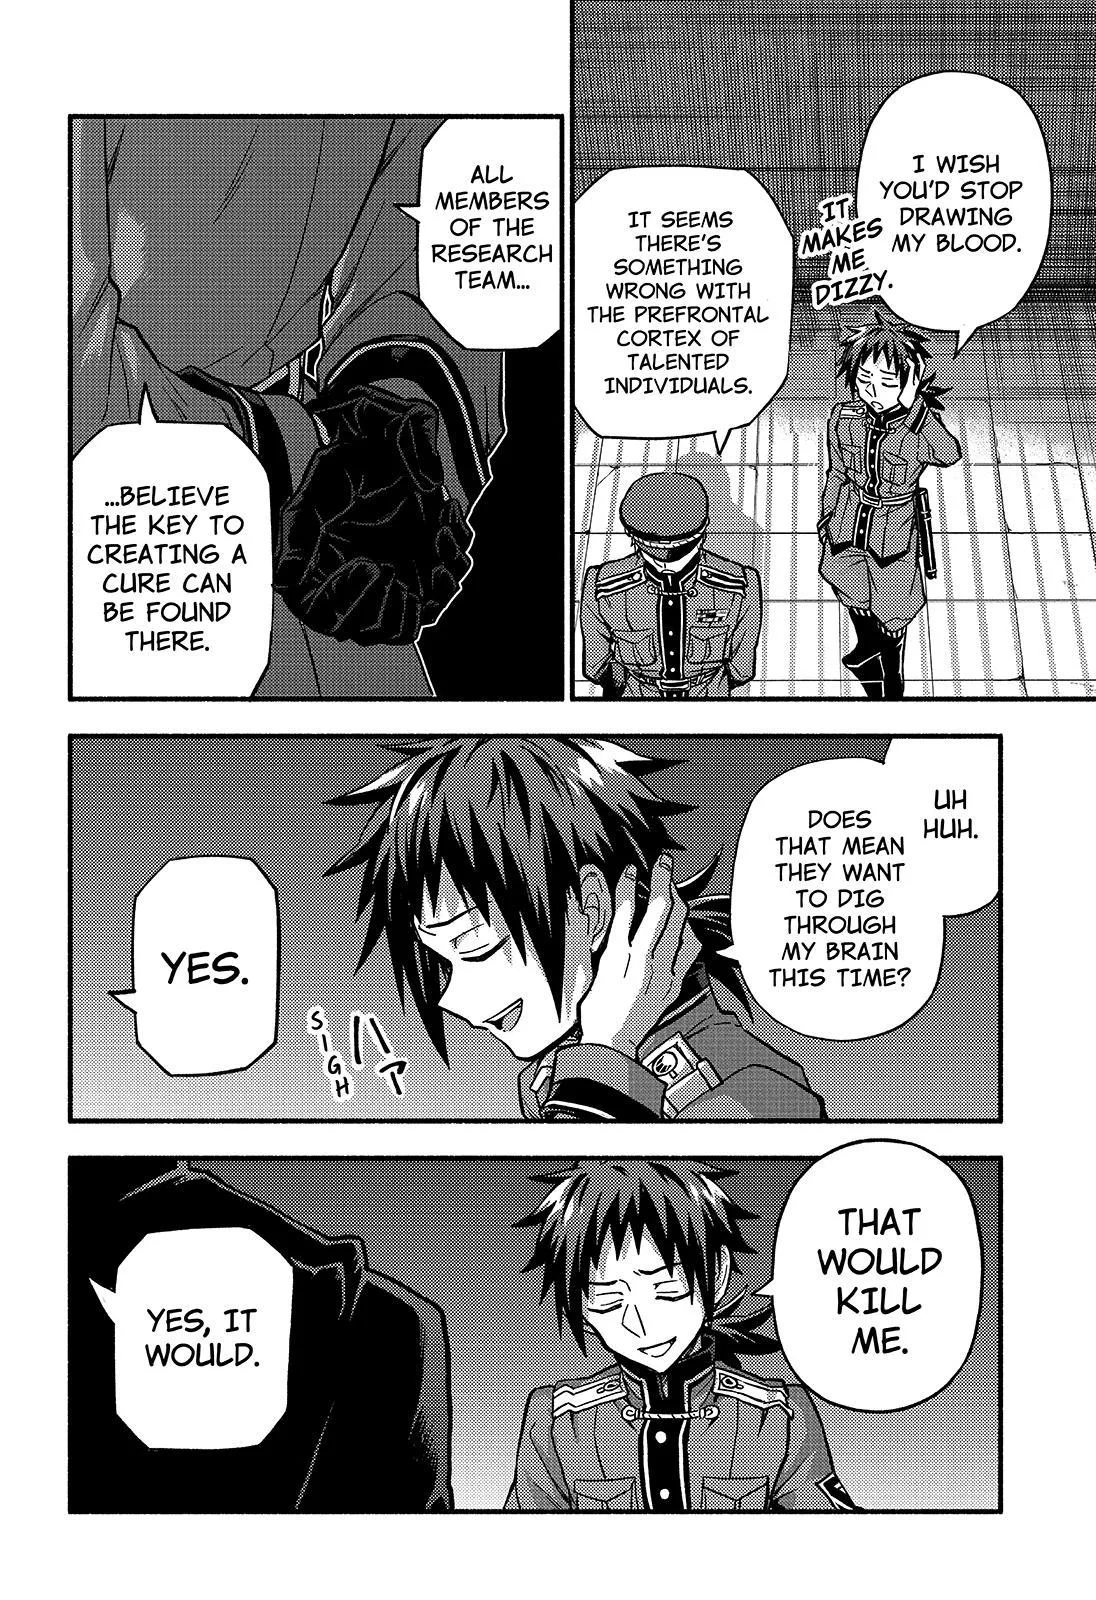 I WISH
YOU'D STOP
DRAWING
MY BLOOD.
IT
MAKES
ME
DIZZY.
IT SEEMS
THERE'S
SOMETHING
WRONG WITH
THE PREFRONTAL
CORTEX OF
TALENTED
INDIVIDUALS.
ALL
MEMBERS
OF THE
RESEARCH
TEAM...
...BELIEVE
THE KEY TO
CREATING A
CURE CAN
BE FOUND
THERE.
UH
HUH.
DOES
THAT MEAN
THEY WANT
TO DIG
THROUGH
MY BRAIN
THIS TIME?
ハァ
SIGH
YES.
THAT
WOULD
KILL
ME.
YES, IT
WOULD.